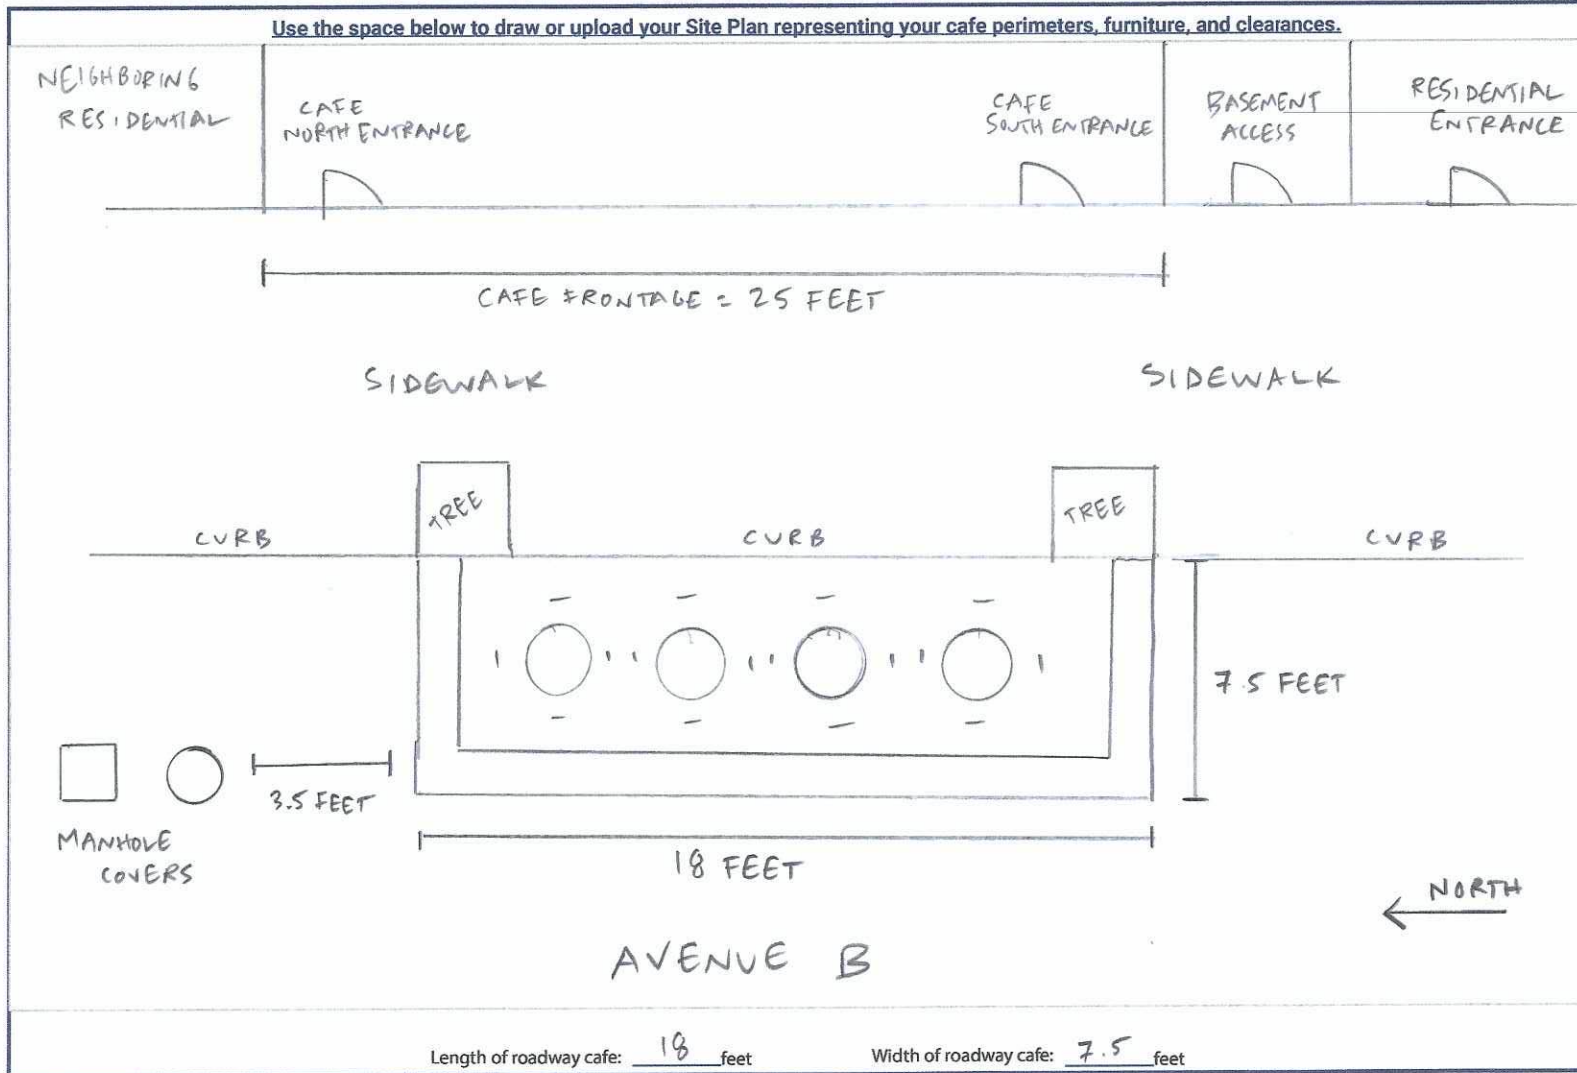 Use the space below to draw or upload your Site Plan representing your cafe perimeters, furniture, and clearances.
NEIGHBORING
RESIDENTIAL
CAFE
NORTH ENTRANCE
CAFE
SOUTH ENTRANCE
BASEMENT
ACCESS
RESIDENTIAL
ENTRANCE
CAFE FRONTAGE = 25 FEET
SIDEWALK
SIDEWALK
TREE
TREE
CURB
CURB
CURB
7.5 FEET
3.5 FEET
MANHOLE
COVERS
18 FEET
NORTH
AVENUE B
Length of roadway cafe: 18 feet
Width of roadway cafe: 7.5 feet